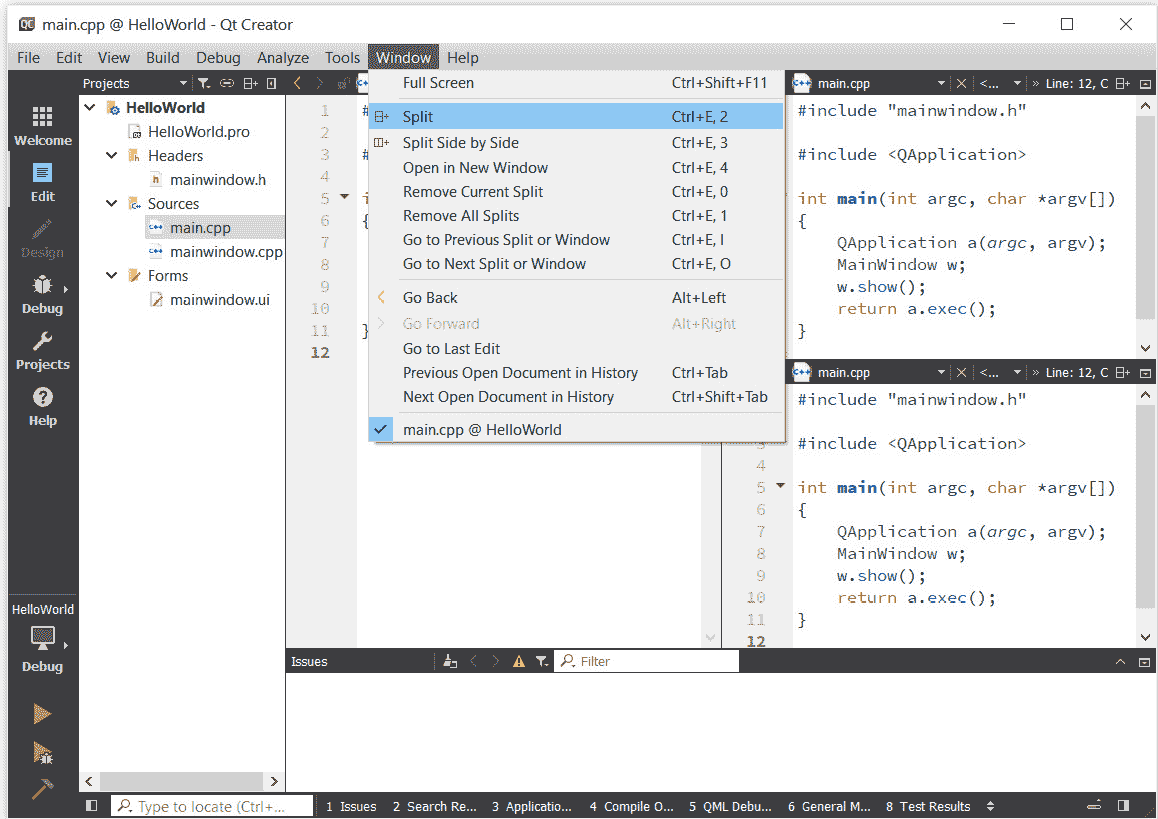 main.cpp @ HelloWorld - Qt Creator
File Edit View Build Debug Analyze Tools Window Help
Projects
HelloWorld
HelloWorld.pro
Headers
mainwindow.h
Sources
main.cpp
mainwindow.cpp
Forms
mainwindow.ui
Welcome
Edit
Design
Debug
Projects
Help
HelloWorld
Debug
1
2
3
4
5
6
7
8
9
10
11
12
#
#
{
}
Full Screen Ctrl+Shift+F11
Split Ctrl+E, 2
Split Side by Side Ctrl+E, 3
Open in New Window Ctrl+E, 4
Remove Current Split Ctrl+E, 0
Remove All Splits Ctrl+E, 1
Go to Previous Split or Window Ctrl+E, I
Go to Next Split or Window Ctrl+E, O
Go Back Alt+Left
Go Forward Alt+Right
Go to Last Edit
Previous Open Document in History Ctrl+Tab
Next Open Document in History Ctrl+Shift+Tab
main.cpp @ HelloWorld
main.cpp <... » Line: 12, C
#include "mainwindow.h"
#include <QApplication>
int main(int argc, char *argv[])
{
QApplication a(argc, argv);
MainWindow w;
w.show();
return a.exec();
}
main.cpp <... » Line: 12, C
#include "mainwindow.h"
#include <QApplication>
4
5 int main(int argc, char *argv[])
6 {
7 QApplication a(argc, argv);
8 MainWindow w;
9 w.show();
10 return a.exec();
11 }
12
Issues Filter
Type to locate (Ctrl+... 1 Issues 2 Search Re... 3 Applicatio... 4 Compile O... 5 QML Debu... 6 General M... 8 Test Results